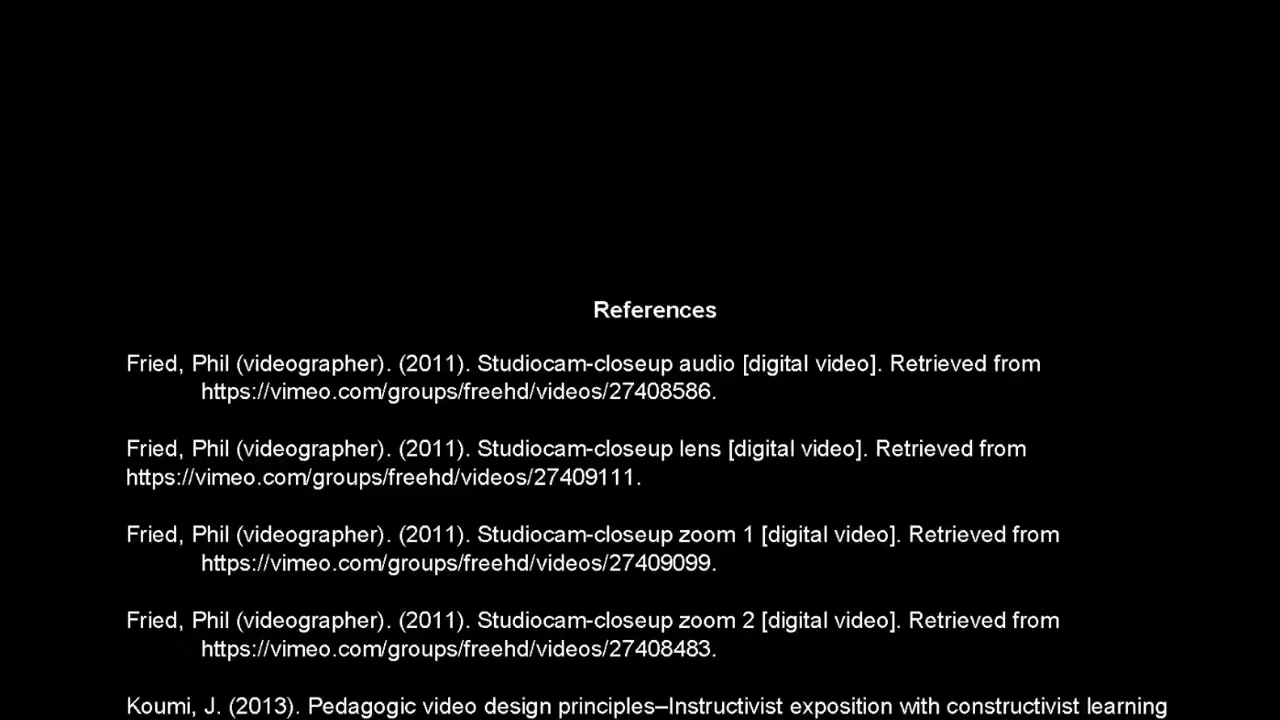 References
Fried, Phil (videographer). (2011). Studiocam-closeup audio [digital video]. Retrieved from
https://vimeo.com/groups/freehd/videos/27408586.
Fried, Phil (videographer). (2011). Studiocam-closeup lens [digital video]. Retrieved from
https://vimeo.com/groups/freehd/videos/27409111.
Fried, Phil (videographer). (2011). Studiocam-closeup zoom 1 [digital video]. Retrieved from
https://vimeo.com/groups/freehd/videos/27409099.
Fried, Phil (videographer). (2011). Studiocam-closeup zoom 2 [digital video]. Retrieved from
https://vimeo.com/groups/freehd/videos/27408483.
Koumi, J. (2013). Pedagogic video design principles–Instructivist exposition with constructivist learning